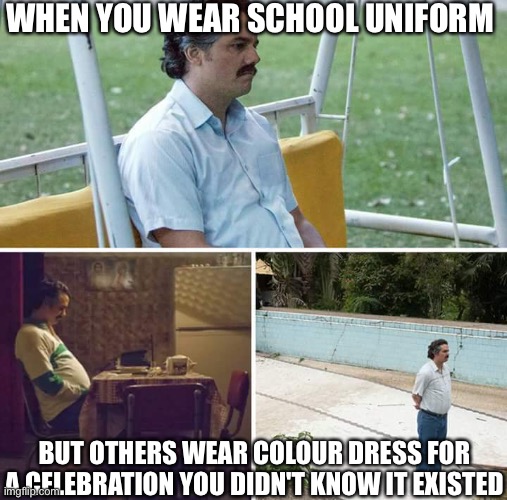 WHEN YOU WEAR SCHOOL UNIFORM
BUT OTHERS WEAR COLOUR DRESS FOR
A CELEBRATION YOU DIDN'T KNOW IT EXISTED
imgflip.com